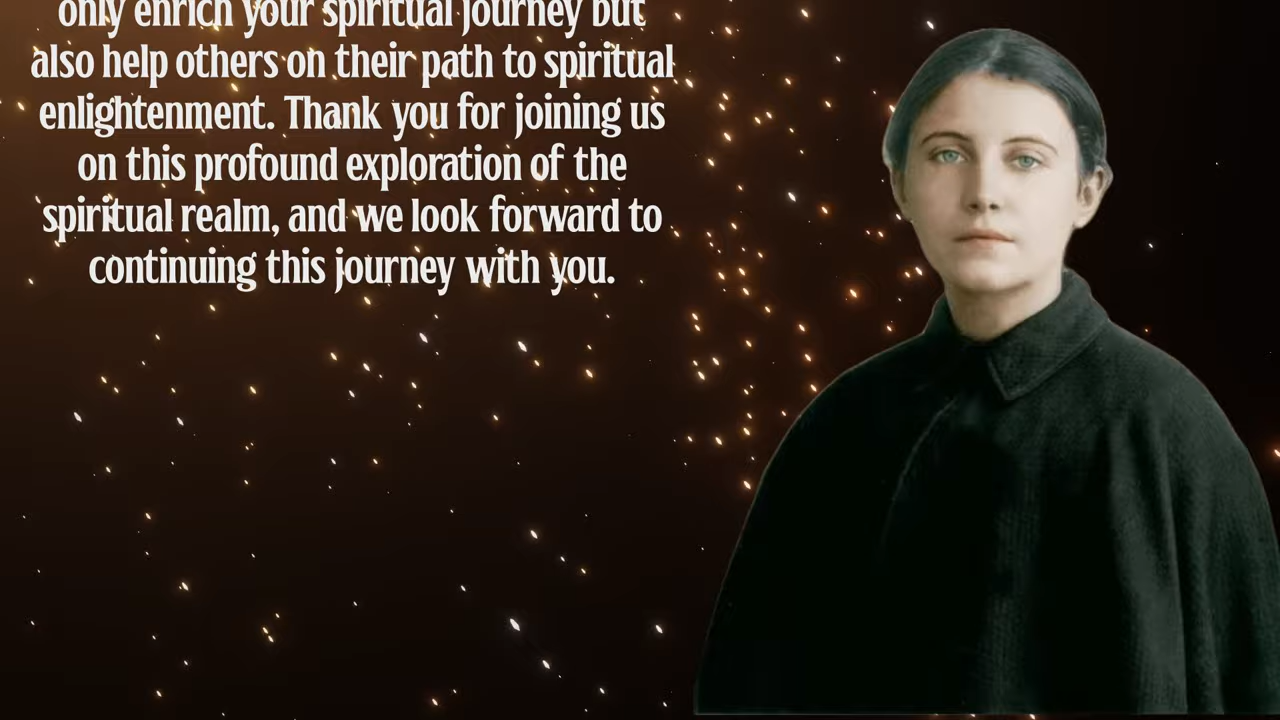 only enrich your spiritual journey but
also help others on their path to spiritual
enlightenment. Thank you for joining us
on this profound exploration of the
spiritual realm, and we look forward to
continuing this journey with you.